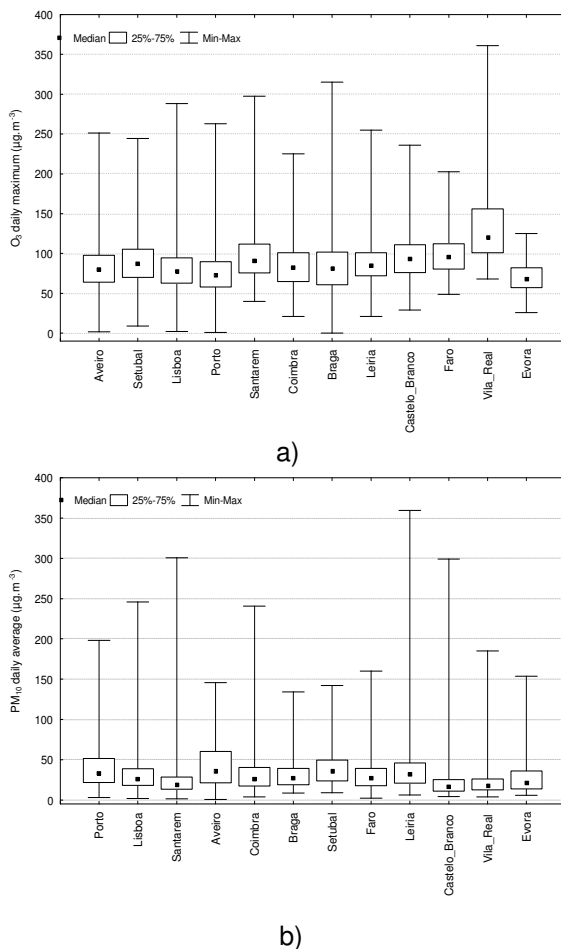 400
Median 25%-75% Min-Max
350
300
250
200
150
100
50
0
O₃ daily maximum (µg.m⁻³)
Aveiro
Setubal
Lisboa
Porto
Santarem
Coimbra
Braga
Leiria
Castelo_Branco
Faro
Vila_Real
Evora
a)
400
Median 25%-75% Min-Max
350
300
250
200
150
100
50
0
PM₁₀ daily average (µg.m⁻³)
Porto
Lisboa
Santarem
Aveiro
Coimbra
Braga
Setubal
Faro
Leiria
Castelo_Branco
Vila_Real
Evora
b)